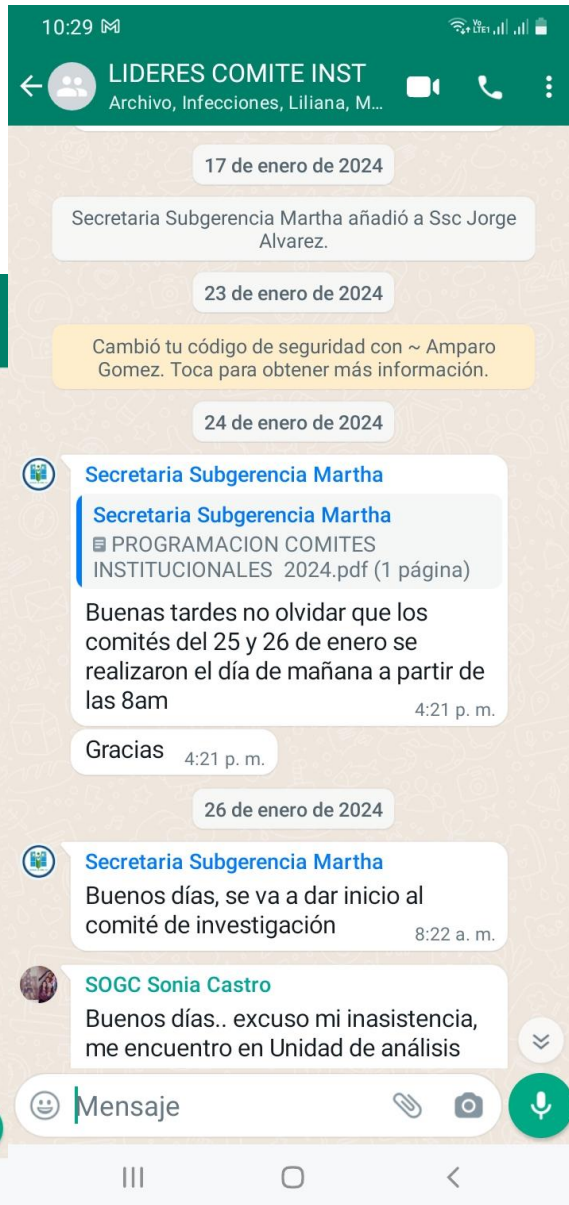 10:29
Vo LTE1
LIDERES COMITE INST
Archivo, Infecciones, Liliana, M...
17 de enero de 2024
Secretaria Subgerencia Martha añadió a Ssc Jorge
Alvarez.
23 de enero de 2024
Cambió tu código de seguridad con ~ Amparo
Gomez. Toca para obtener más información.
24 de enero de 2024
Secretaria Subgerencia Martha
Secretaria Subgerencia Martha
PROGRAMACION COMITES
INSTITUCIONALES 2024.pdf (1 página)
Buenas tardes no olvidar que los
comités del 25 y 26 de enero se
realizaron el día de mañana a partir de
las 8am
4:21 p. m.
Gracias 4:21 p. m.
26 de enero de 2024
Secretaria Subgerencia Martha
Buenos días, se va a dar inicio al
comité de investigación
8:22 a. m.
SOGC Sonia Castro
Buenos días.. excuso mi inasistencia,
me encuentro en Unidad de análisis
Mensaje